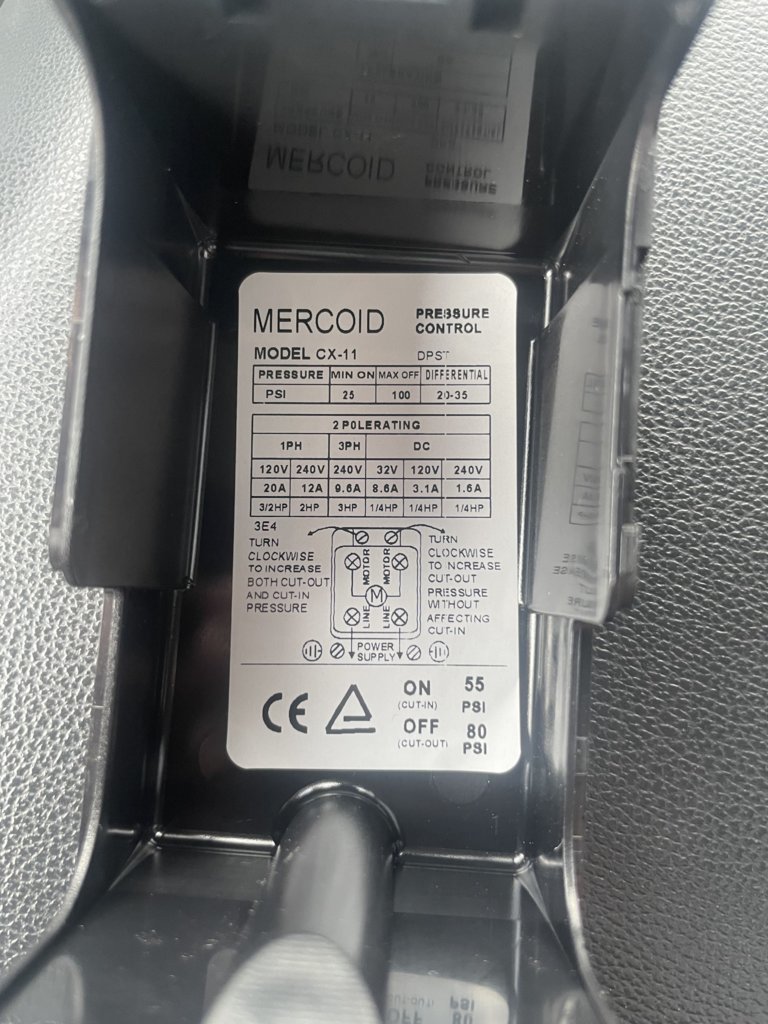 MERCOID PRESSURE CONTROL
MODEL CX-11 DPST
PRESSURE MIN ON MAX OFF DIFFERENTIAL
PSI 25 100 20-35
2 P0LERATING
1PH 3PH DC
120V 240V 240V 32V 120V 240V
20A 12A 9.6A 8.6A 3.1A 1.6A
3/2HP 2HP 3HP 1/4HP 1/4HP 1/4HP
3E4
TURN
CLOCKWISE
TO INCREASE
BOTH CUT-OUT
AND CUT-IN
PRESSURE
MOTOR MOTOR
M
LINE LINE
POWER
SUPPLY
TURN
CLOCKWISE
TO INCREASE
CUT-OUT
PRESSURE
WITHOUT
AFFECTING
CUT-IN
CE
ON 55
(CUT-IN) PSI
OFF 80
(CUT-OUT) PSI